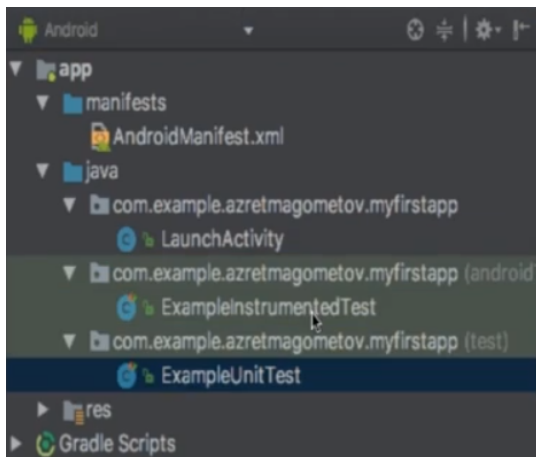 Android
app
manifests
AndroidManifest.xml
java
com.example.azretmagometov.myfirstapp
LaunchActivity
com.example.azretmagometov.myfirstapp (android
ExampleInstrumentedTest
com.example.azretmagometov.myfirstapp (test)
ExampleUnitTest
res
Gradle Scripts